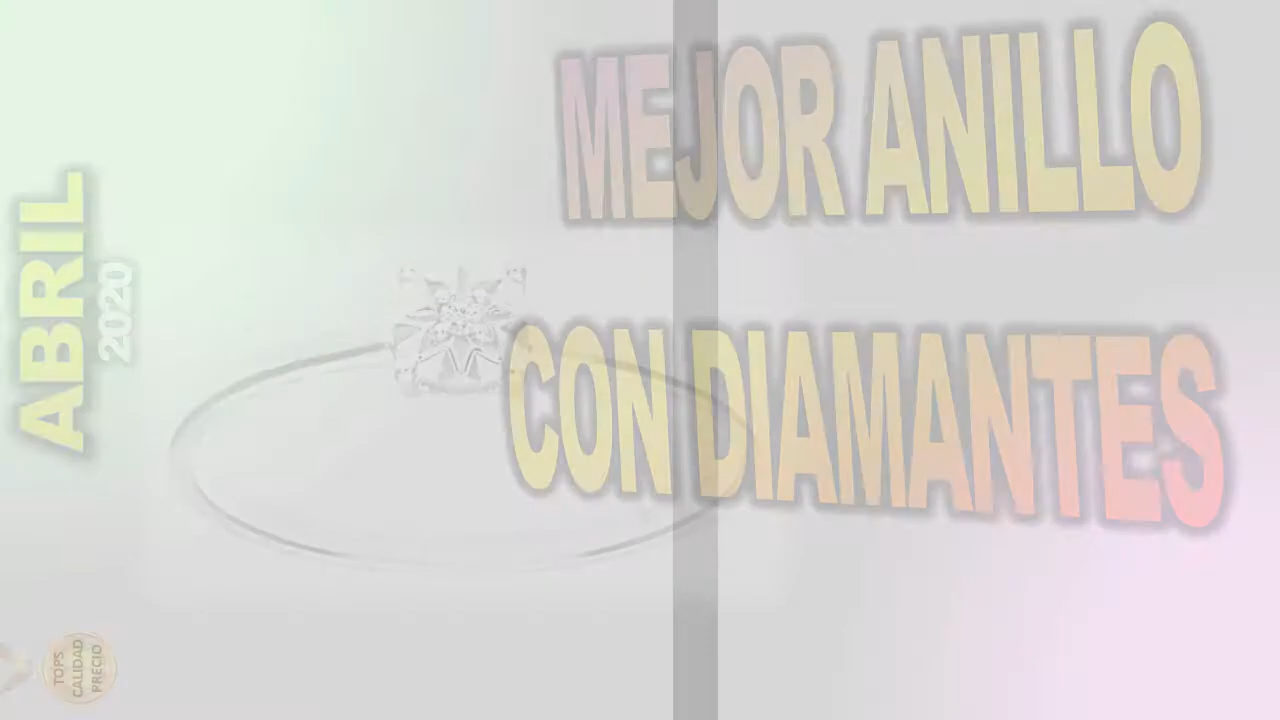 MEJOR ANILLO
CON DIAMANTES
ABRIL
2020
TOPS
CALIDAD
PRECIO